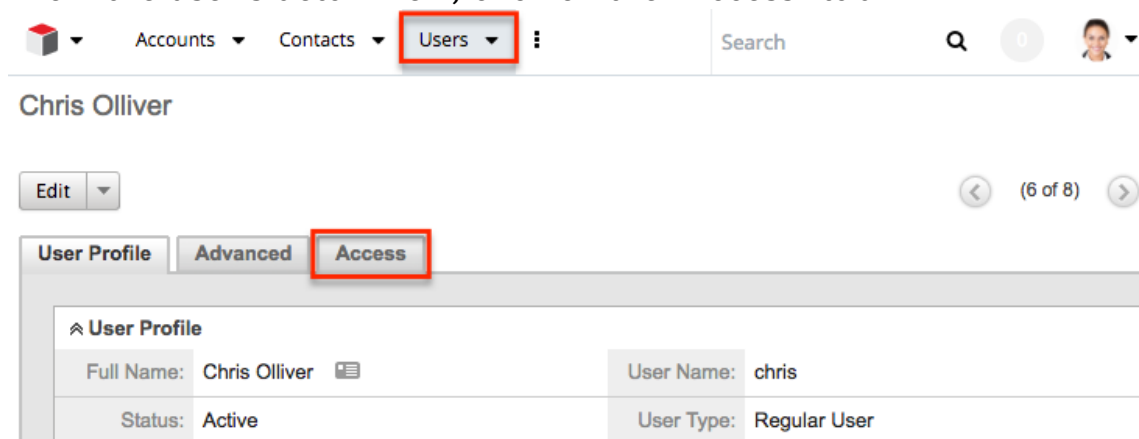 Accounts Contacts Users Search 0
Chris Olliver
Edit (6 of 8)
User Profile Advanced Access
User Profile
Full Name: Chris Olliver User Name: chris
Status: Active User Type: Regular User